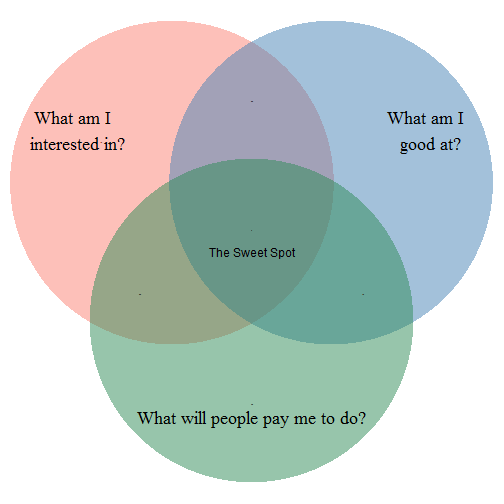 What am I
interested in?
What am I
good at?
The Sweet Spot
What will people pay me to do?